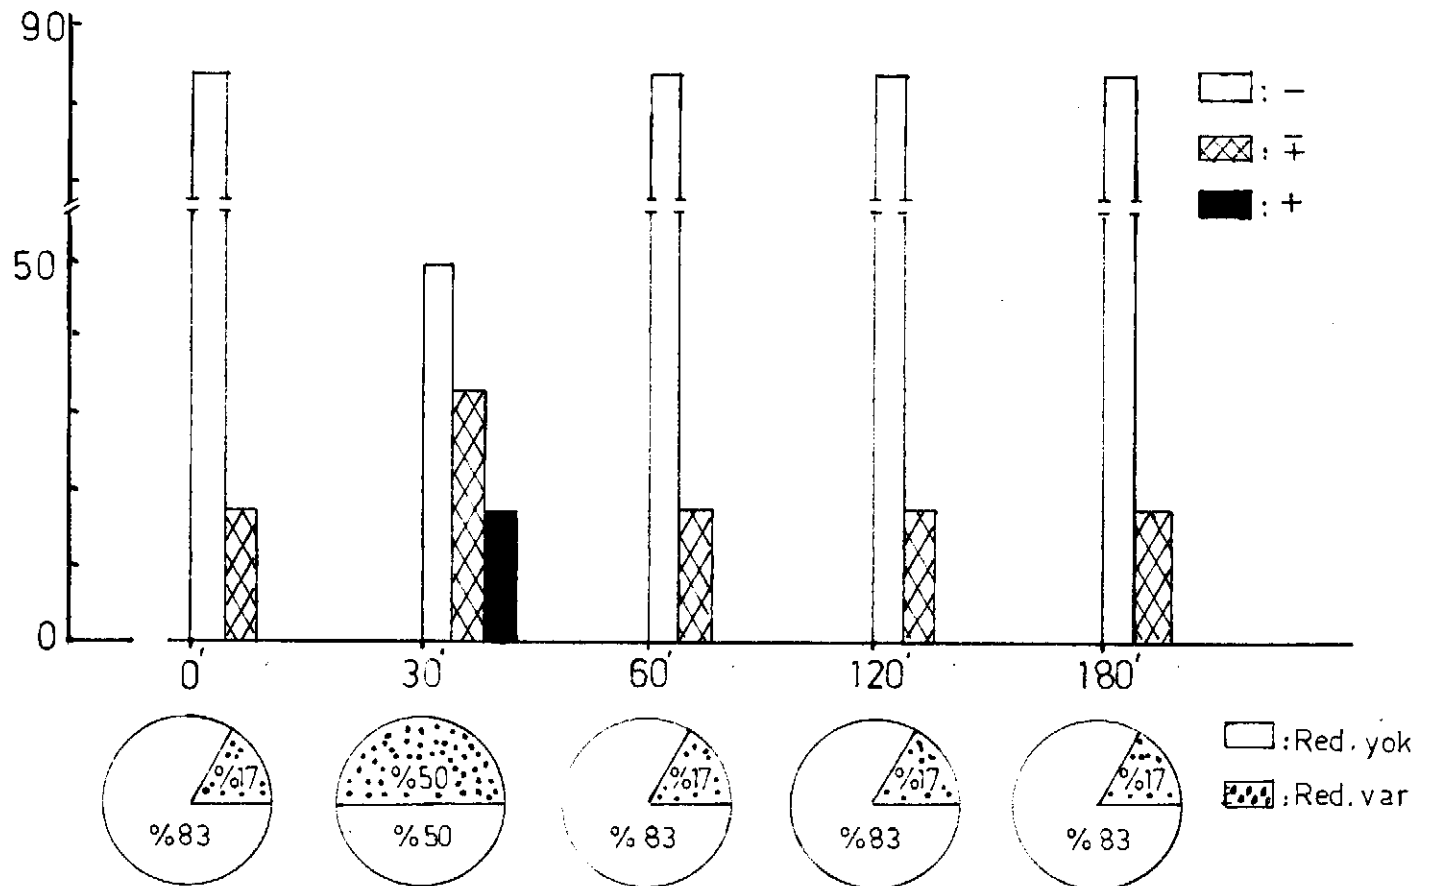 90
50
0
: −
: ∓
: +
0′ 30′ 60′ 120′ 180′
%17 %50 %17 %17 %17
%83 %50 %83 %83 %83
: Red. yok
: Red. var